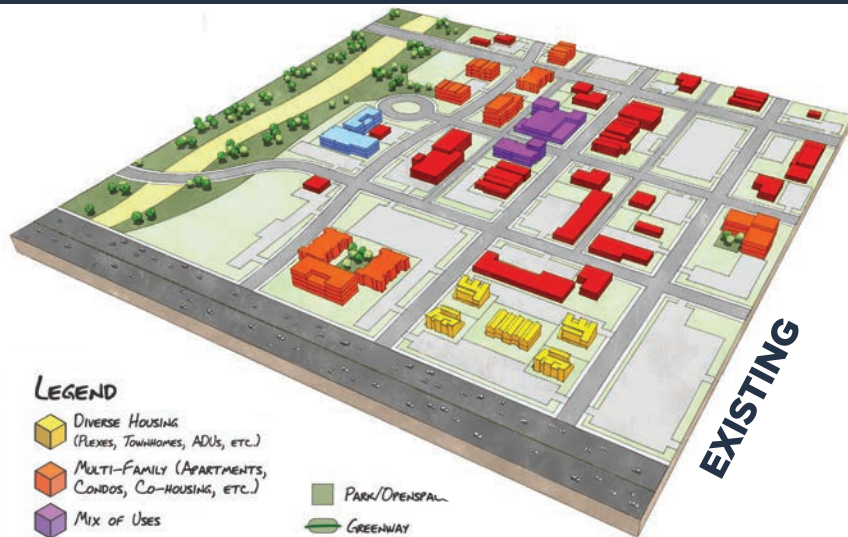 EXISTING
LEGEND
DIVERSE HOUSING
(PLEXES, TOWNHOMES, ADUS, ETC.)
MULTI-FAMILY (APARTMENTS,
CONDOS, CO-HOUSING, ETC.)
MIX OF USES
PARK/OPENSPAC
GREENWAY